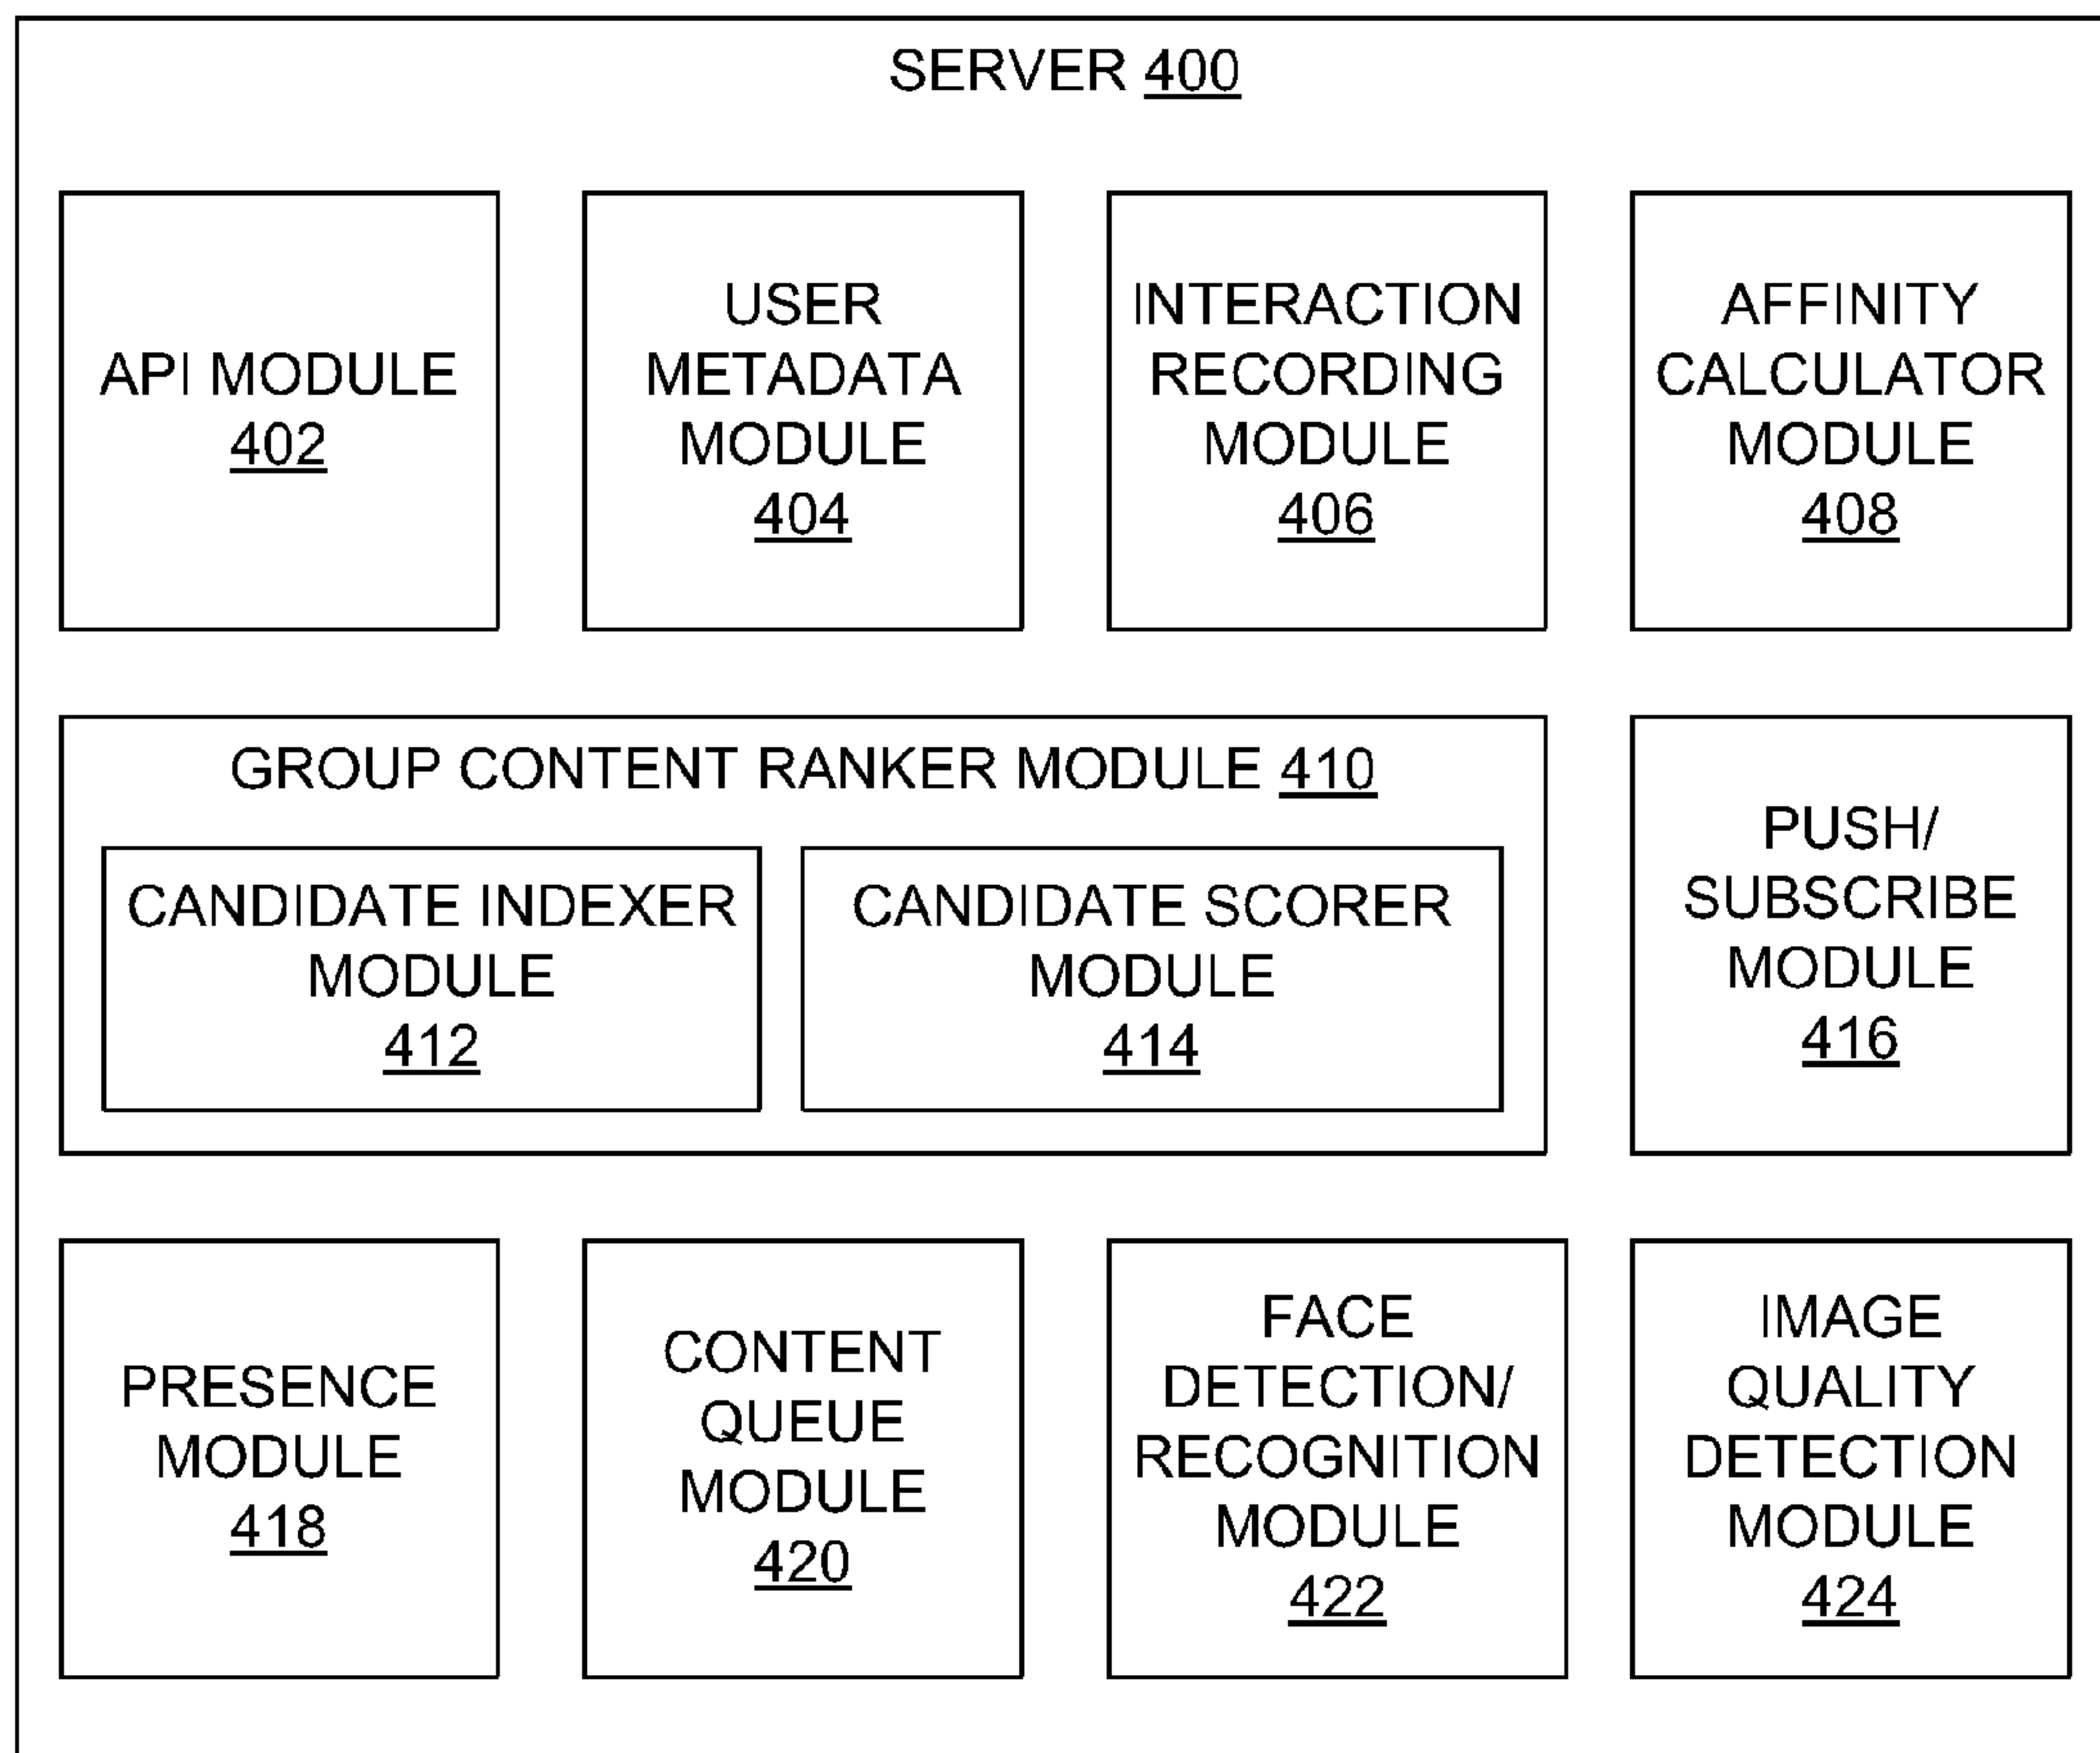 SERVER 400
API MODULE
402
USER
METADATA
MODULE
404
INTERACTION
RECORDING
MODULE
406
AFFINITY
CALCULATOR
MODULE
408
GROUP CONTENT RANKER MODULE 410
CANDIDATE INDEXER
MODULE
412
CANDIDATE SCORER
MODULE
414
PUSH/
SUBSCRIBE
MODULE
416
PRESENCE
MODULE
418
CONTENT
QUEUE
MODULE
420
FACE
DETECTION/
RECOGNITION
MODULE
422
IMAGE
QUALITY
DETECTION
MODULE
424